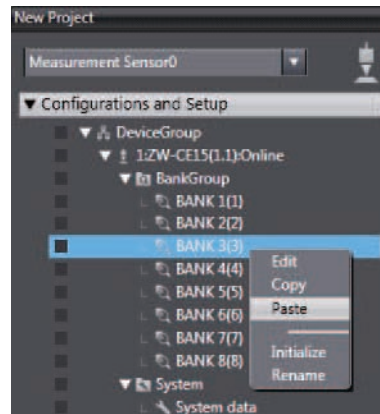 New Project
Measurement Sensor0
▼ Configurations and Setup
▼ DeviceGroup
▼ 1:ZW-CE15(1.1):Online
▼ BankGroup
BANK 1(1)
BANK 2(2)
BANK 3(3)
BANK 4(4)
BANK 5(5)
BANK 6(6)
BANK 7(7)
BANK 8(8)
▼ System
System data
Edit
Copy
Paste
Initialize
Rename